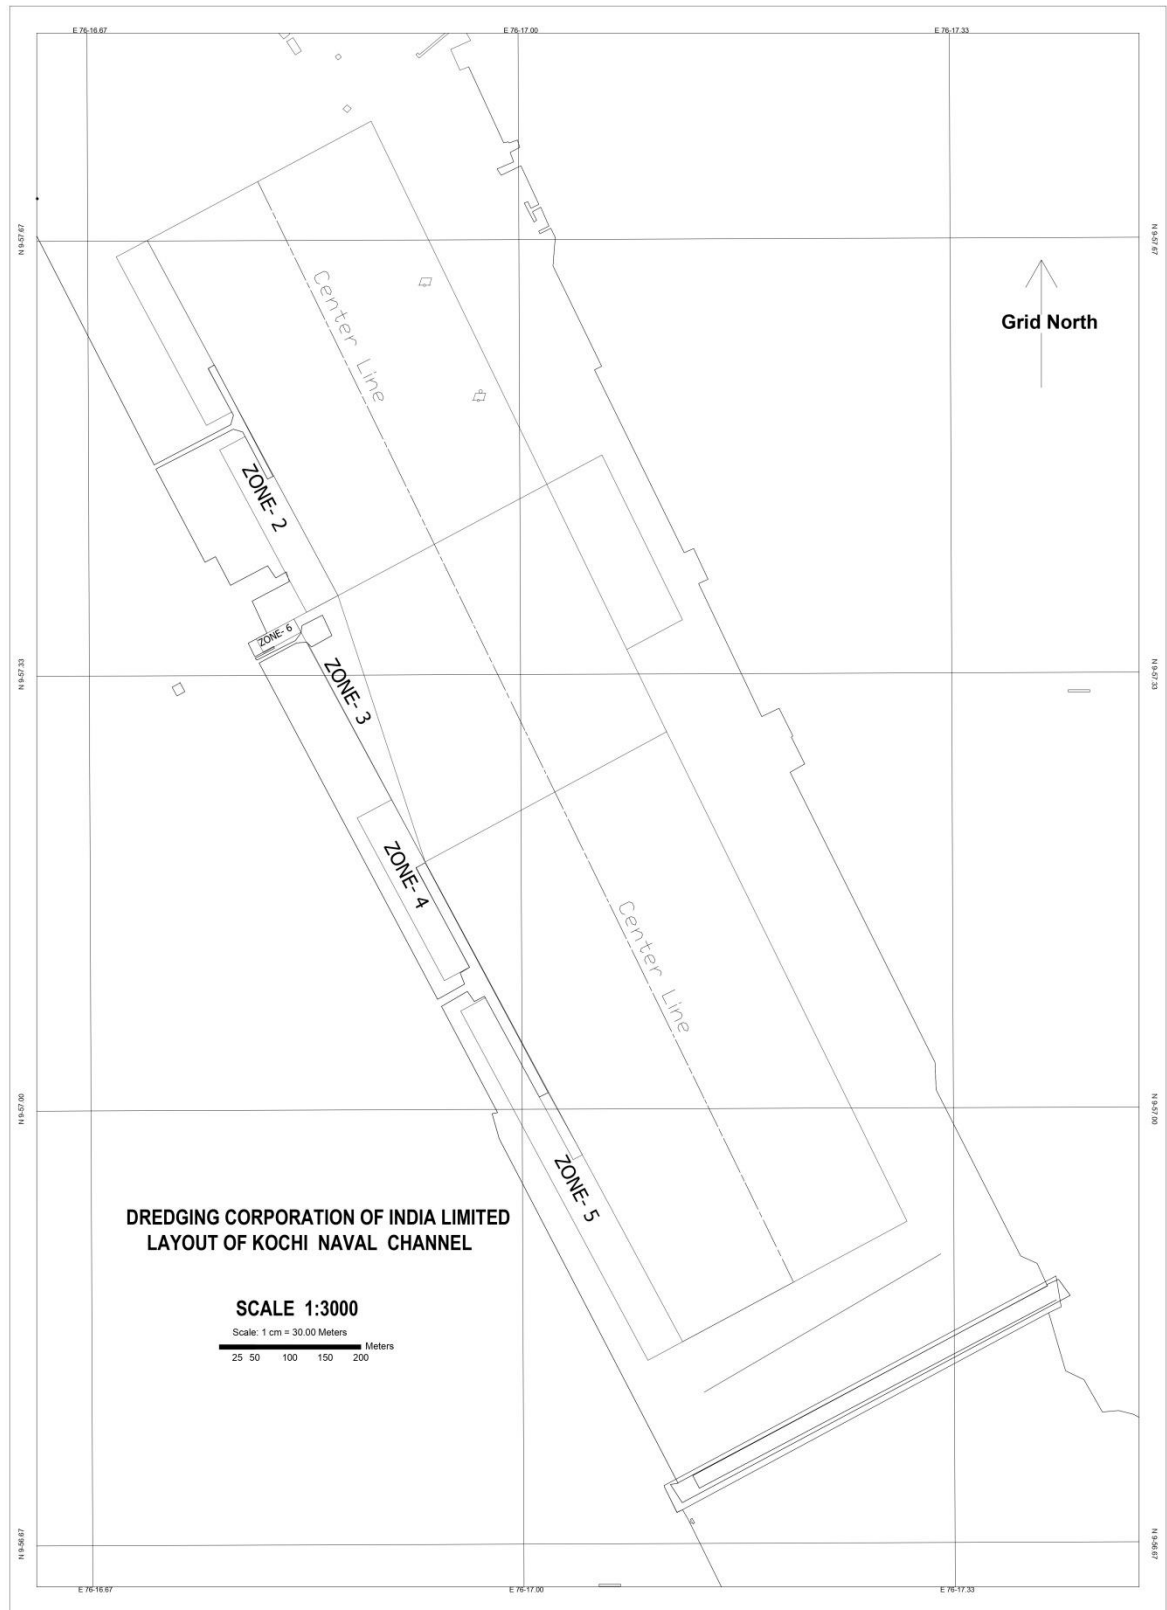 E 76-16.67
E 76-17.00
E 76-17.33
N 9-57.67
N 9-57.67
Center Line
Grid North
ZONE- 2
ZONE- 6
ZONE- 3
N 9-57.33
N 9-57.33
ZONE- 4
Center Line
N 9-57.00
N 9-57.00
ZONE- 5
DREDGING CORPORATION OF INDIA LIMITED
LAYOUT OF KOCHI NAVAL CHANNEL
SCALE 1:3000
Scale: 1 cm = 30.00 Meters
Meters
25 50 100 150 200
N 9-56.67
N 9-56.67
E 76-16.67
E 76-17.00
E 76-17.33